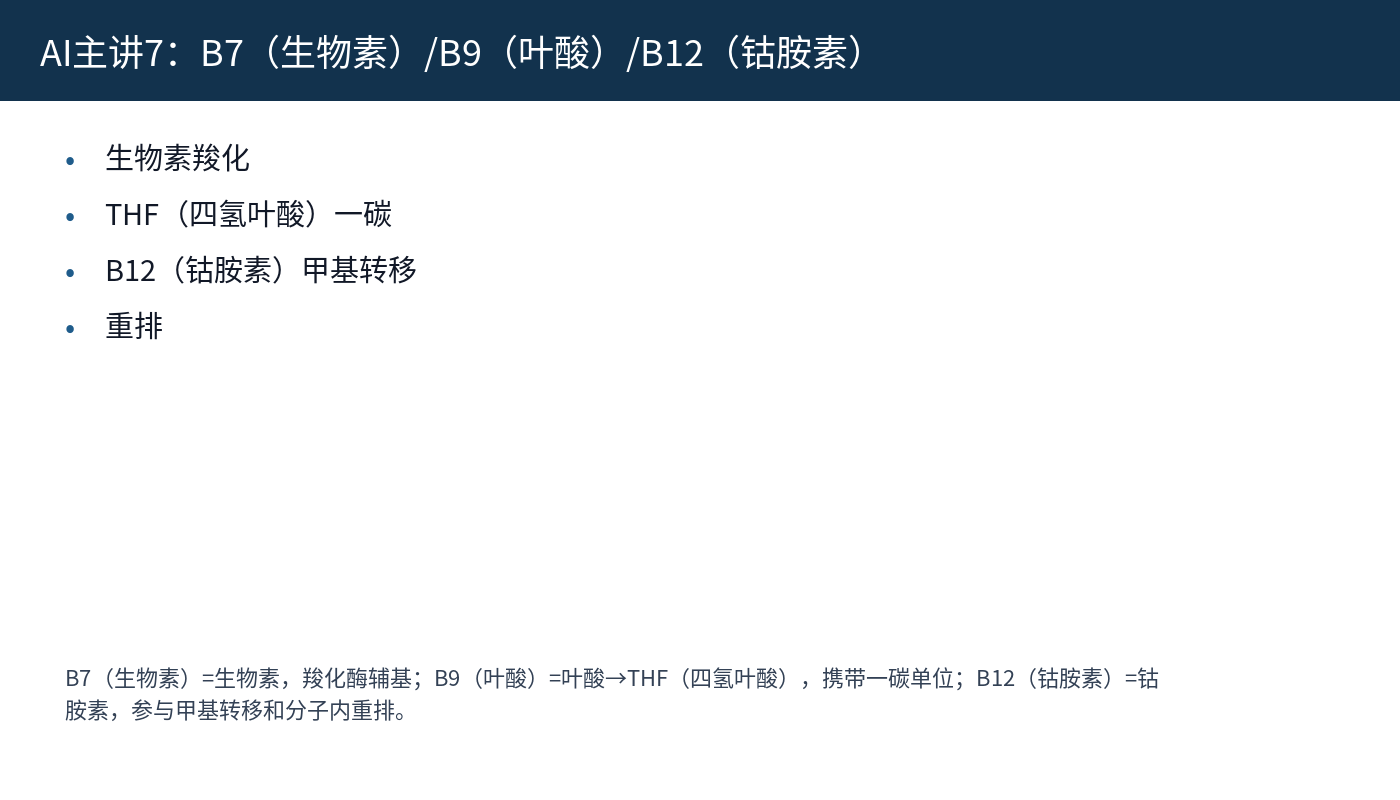 AI主讲7：B7（生物素）/B9（叶酸）/B12（钴胺素）
• 生物素羧化
• THF（四氢叶酸）一碳
• B12（钴胺素）甲基转移
• 重排
B7（生物素）=生物素，羧化酶辅基；B9（叶酸）=叶酸→THF（四氢叶酸），携带一碳单位；B12（钴胺素）=钴
胺素，参与甲基转移和分子内重排。